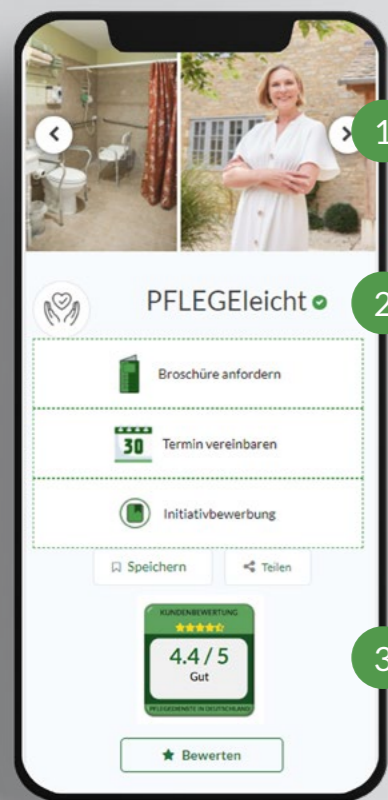 1
PFLEGEleicht
2
Broschüre anfordern
30
Termin vereinbaren
Initiativbewerbung
Speichern
Teilen
KUNDENBEWERTUNG
4.4 / 5
Gut
3
PFLEGEDIENSTE IN DEUTSCHLAND
Bewerten